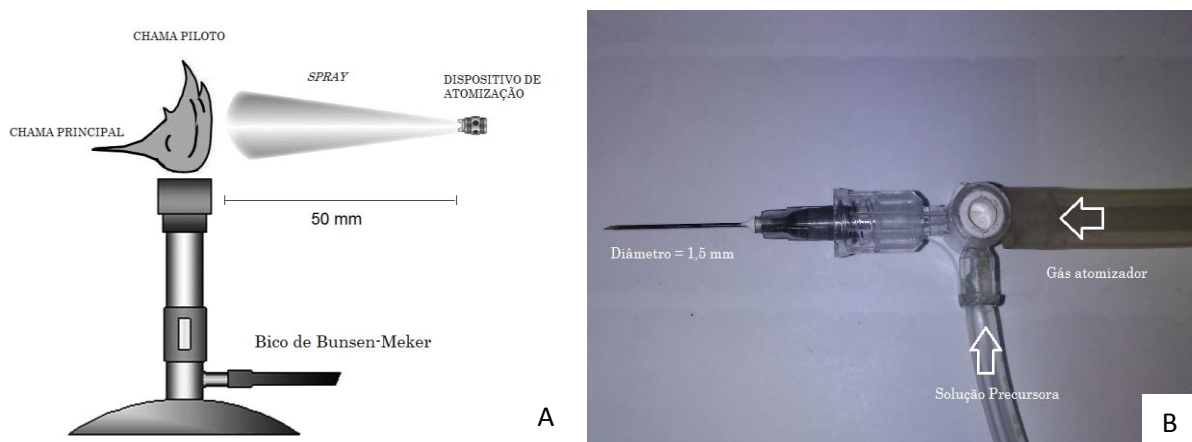 CHAMA PILOTO
SPRAY
DISPOSITIVO DE
ATOMIZAÇÃO
CHAMA PRINCIPAL
50 mm
Bico de Bunsen-Meker
A
Diâmetro = 1,5 mm
Gás atomizador
Solução Precursora
B